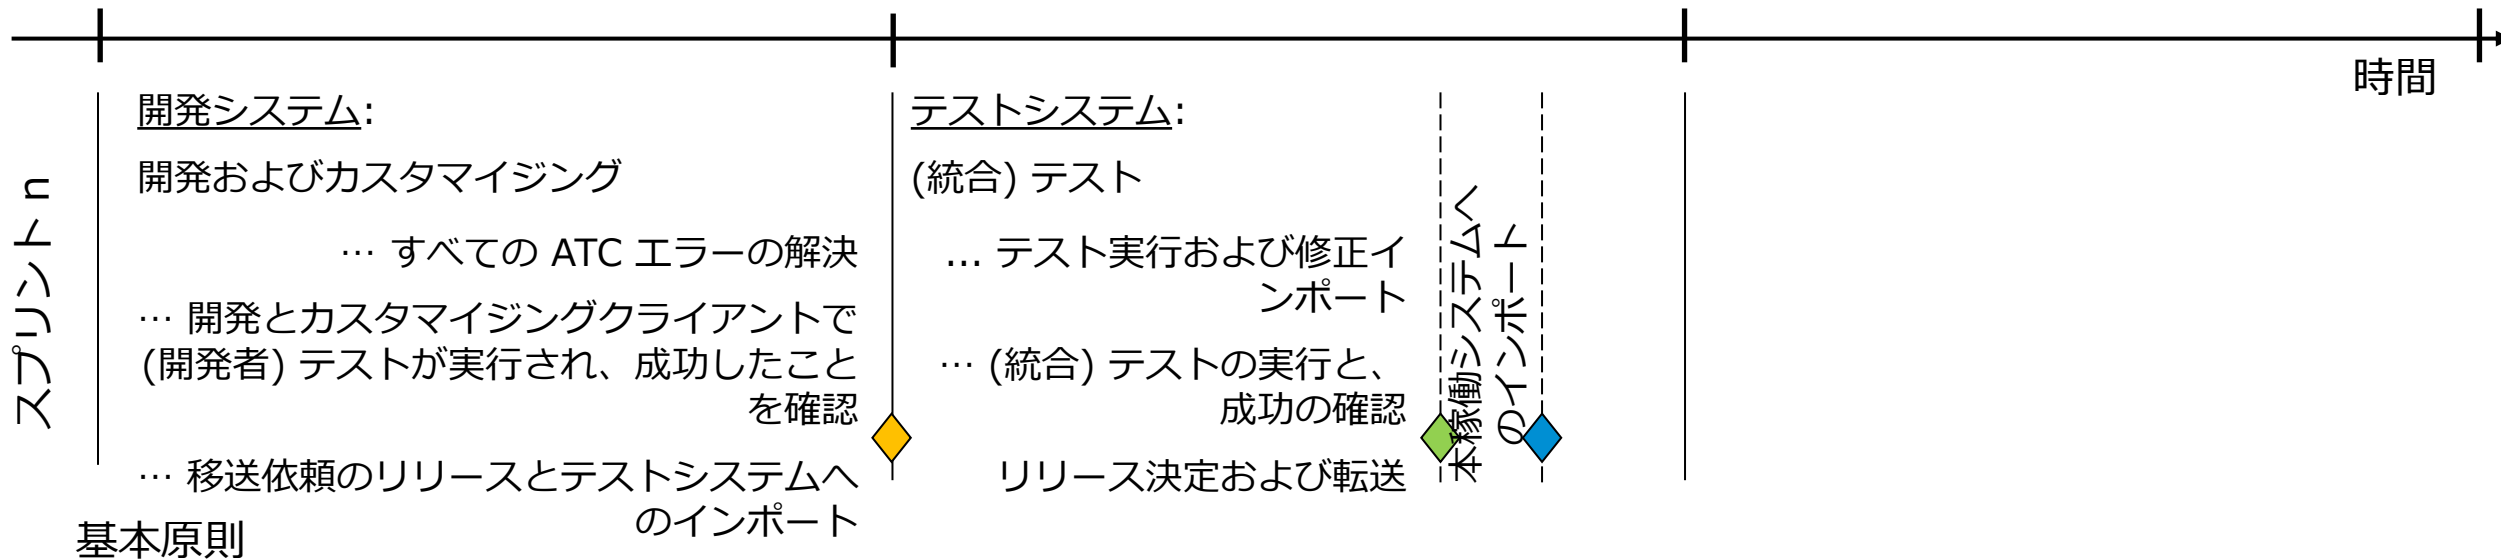 時間
スプリント n
開発システム:
開発およびカスタマイジング
… すべての ATC エラーの解決
… 開発とカスタマイジングクライアントで
(開発者) テストが実行され、成功したこと
を確認
… 移送依頼のリリースとテストシステムへ
のインポート
テストシステム:
(統合) テスト
... テスト実行および修正イ
ンポート
… (統合) テストの実行と、
成功の確認
リリース決定および転送
本稼働システムへ
のインポート
基本原則